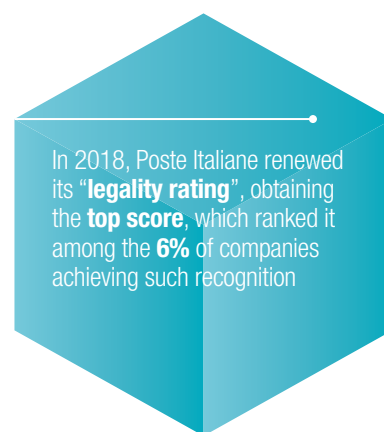 In 2018, Poste Italiane renewed
its “legality rating”, obtaining
the top score, which ranked it
among the 6% of companies
achieving such recognition